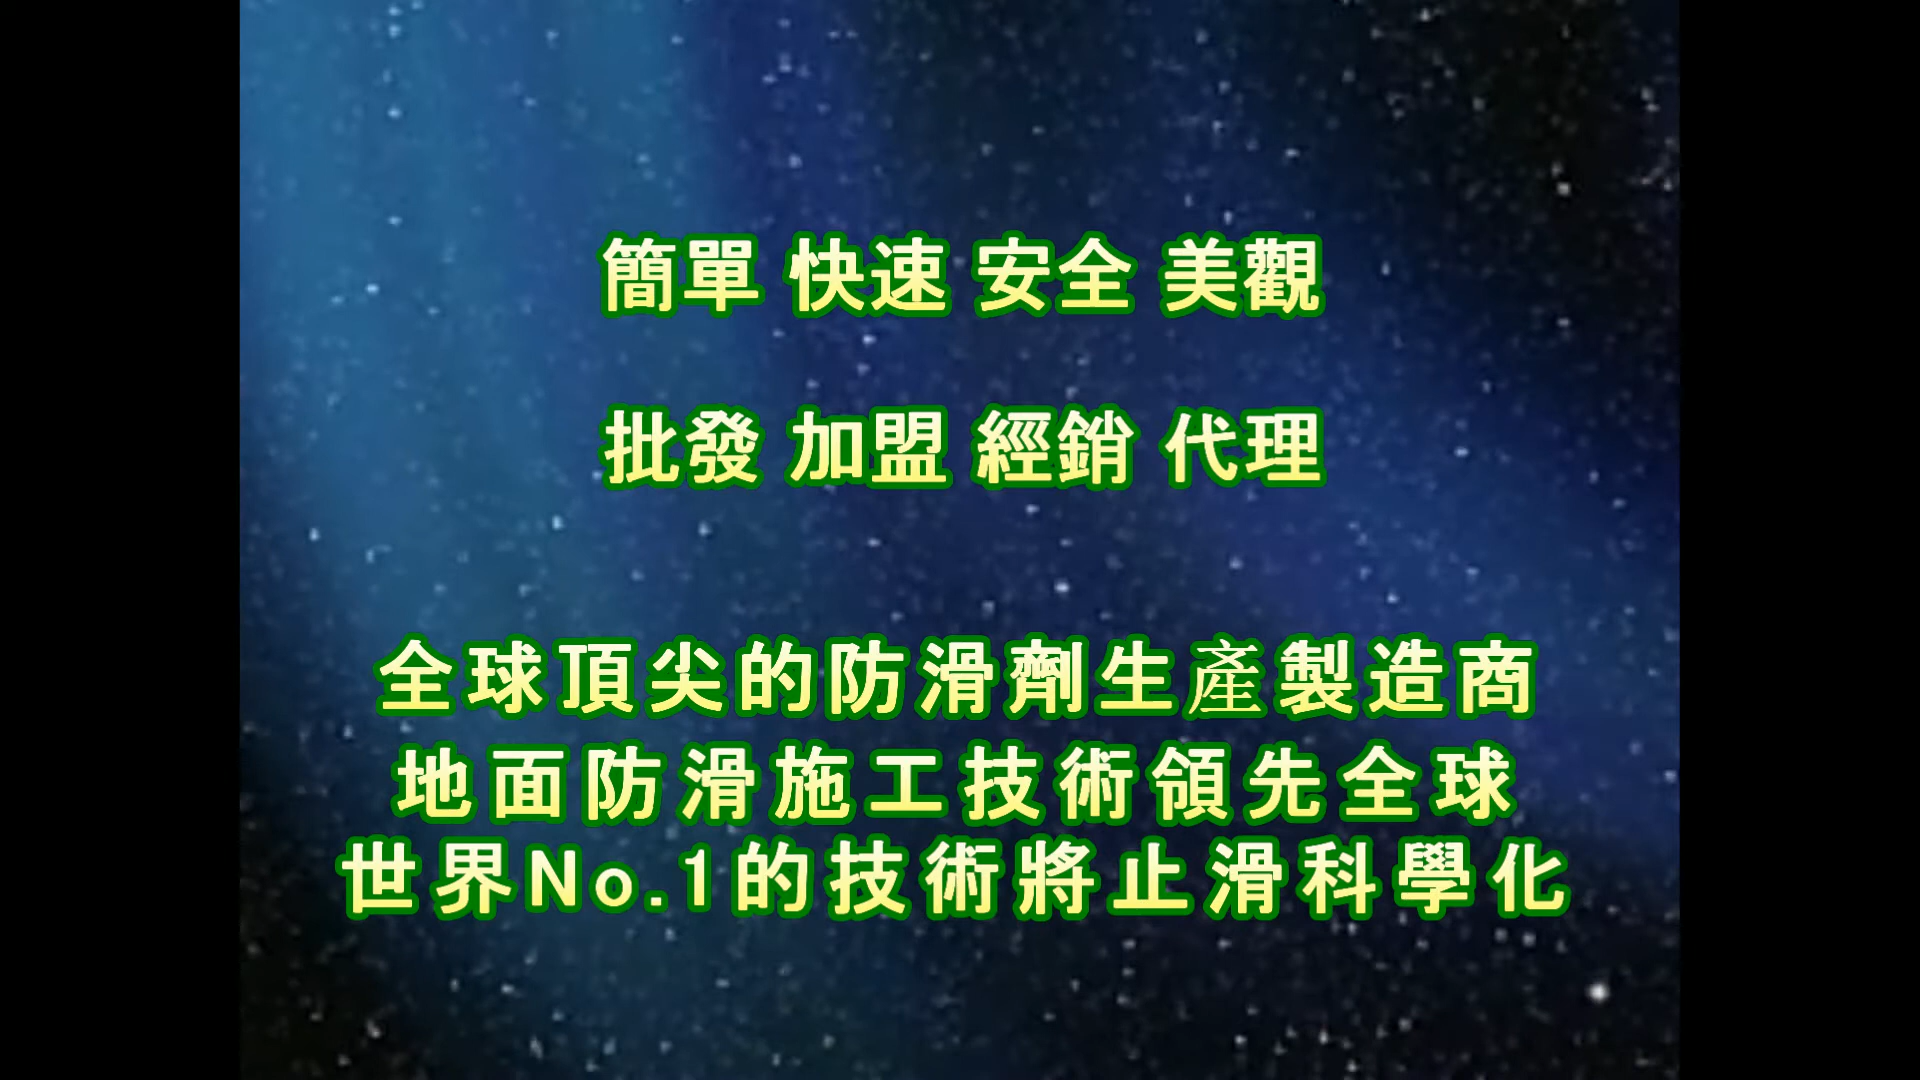 簡單 快速 安全 美觀
批發 加盟 經銷 代理
全球頂尖的防滑劑生產製造商
地面防滑施工技術領先全球
世界No.1的技術將止滑科學化